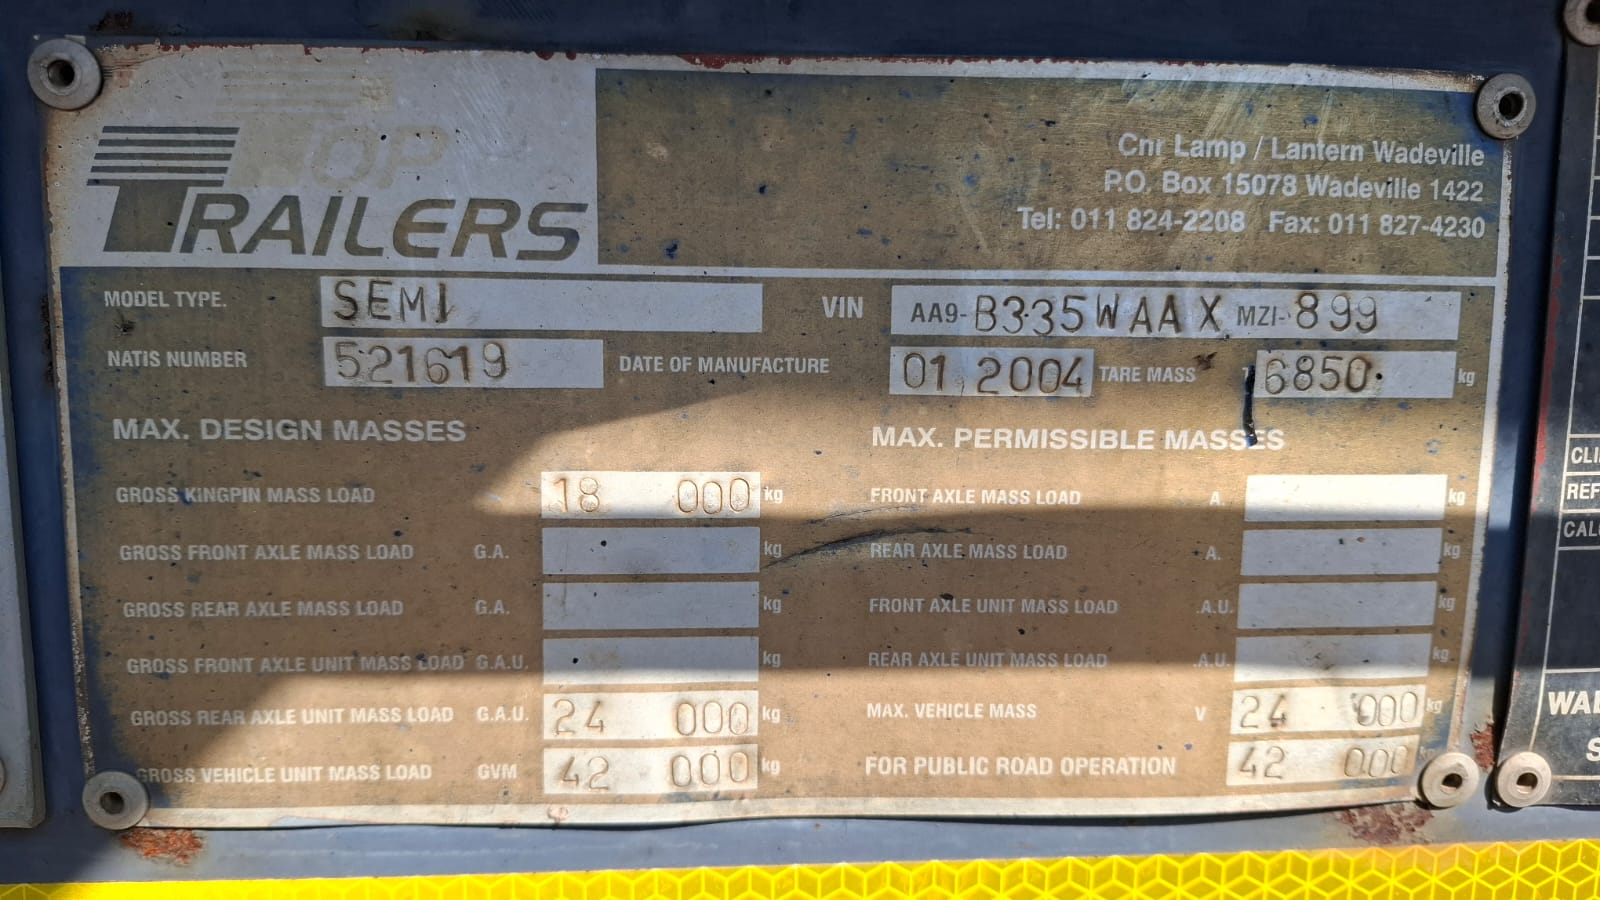 TOP
TRAILERS
Cnr Lamp / Lantern Wadeville
P.O. Box 15078 Wadeville 1422
Tel: 011 824-2208 Fax: 011 827-4230
MODEL TYPE. SEMI VIN AA9-B335WAAX MZI-899
NATIS NUMBER 521619 DATE OF MANUFACTURE 01 2004 TARE MASS T 6850 kg
MAX. DESIGN MASSES MAX. PERMISSIBLE MASSES
GROSS KINGPIN MASS LOAD 18 000 kg FRONT AXLE MASS LOAD A. kg
GROSS FRONT AXLE MASS LOAD G.A. kg REAR AXLE MASS LOAD A. kg
GROSS REAR AXLE MASS LOAD G.A. kg FRONT AXLE UNIT MASS LOAD .A.U. kg
GROSS FRONT AXLE UNIT MASS LOAD G.A.U. kg REAR AXLE UNIT MASS LOAD .A.U. kg
GROSS REAR AXLE UNIT MASS LOAD G.A.U. 24 000 kg MAX. VEHICLE MASS V 24 000 kg
GROSS VEHICLE UNIT MASS LOAD GVM 42 000 kg FOR PUBLIC ROAD OPERATION 42 000
CLI
REF
CALC
WAD
S